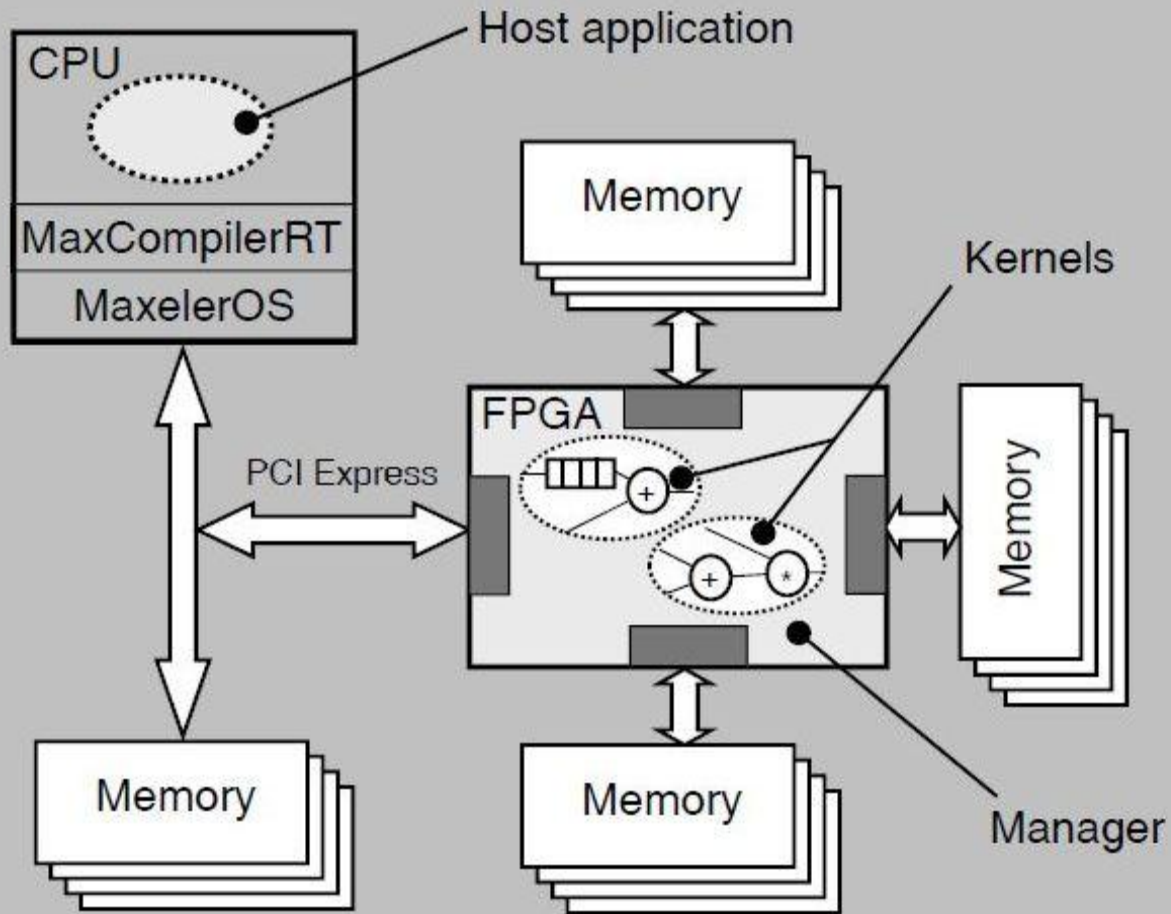 Host application
CPU
MaxCompilerRT
MaxelerOS
Memory
Kernels
FPGA
+
+
*
PCI Express
Memory
Memory
Memory
Manager